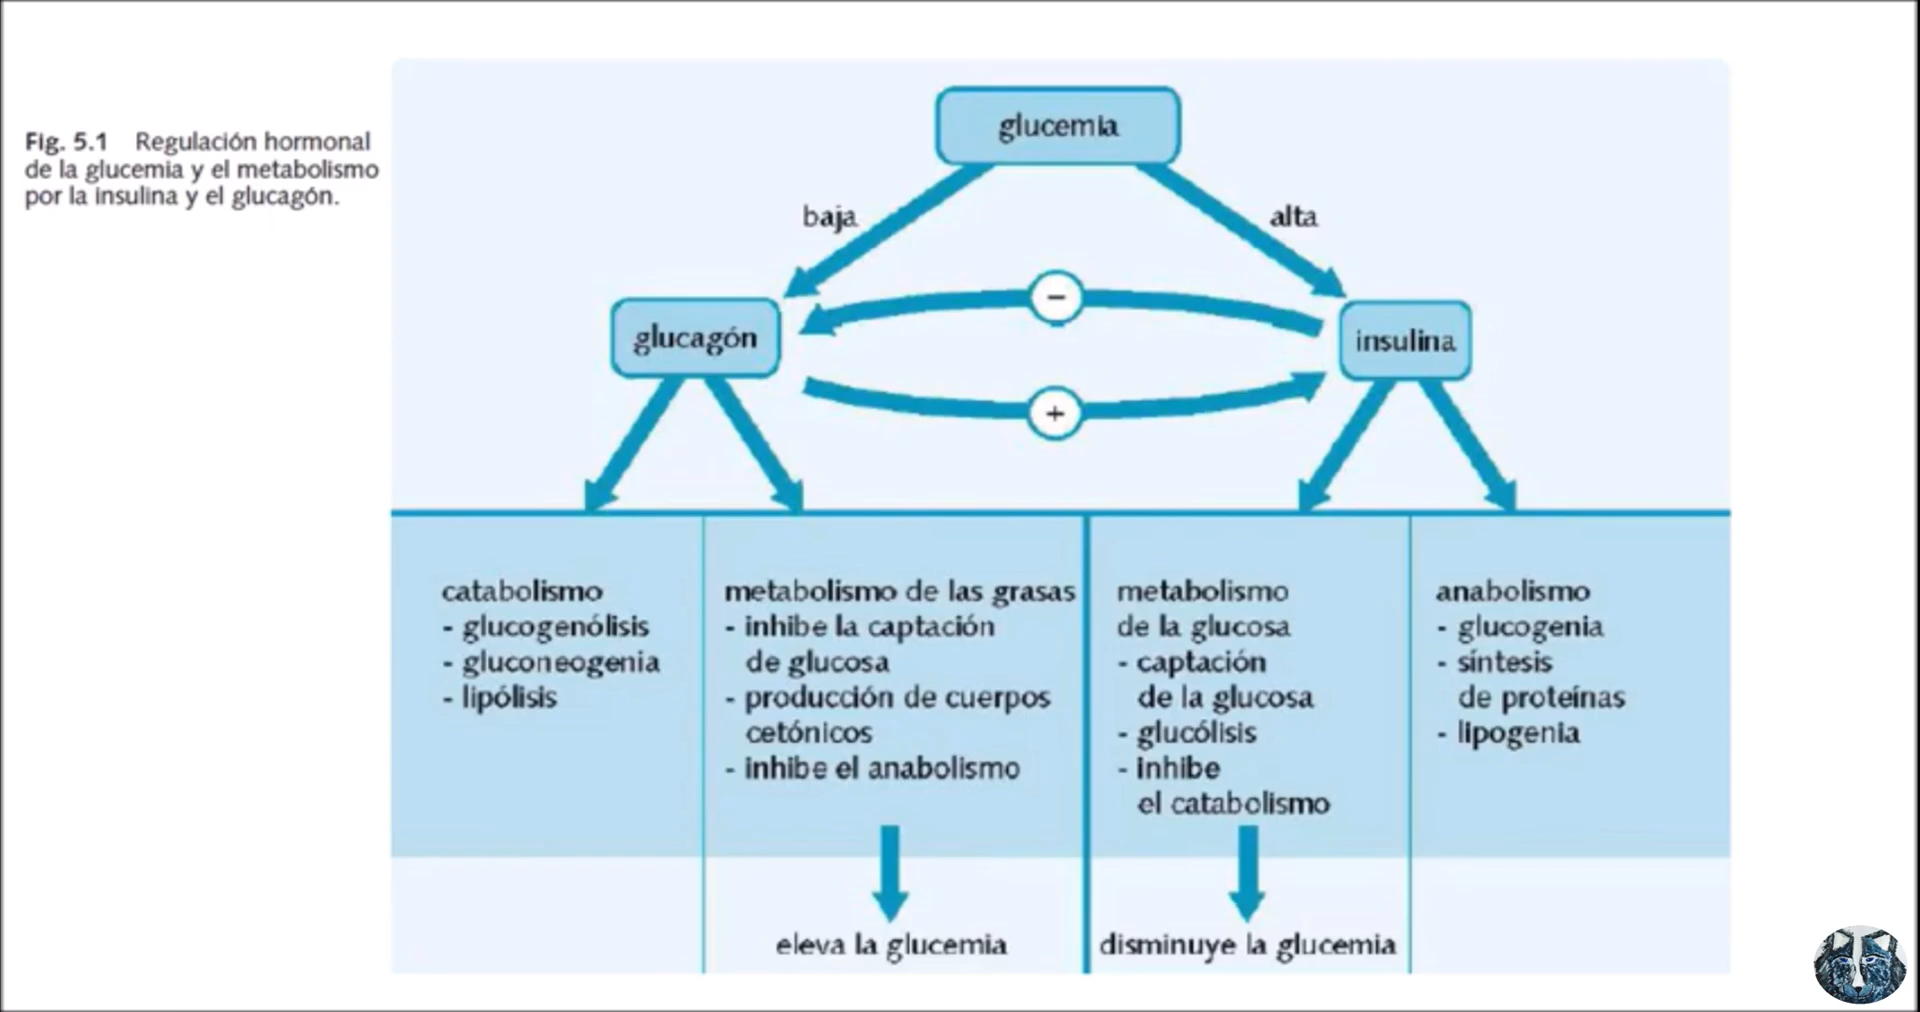 Fig. 5.1 Regulación hormonal
de la glucemia y el metabolismo
por la insulina y el glucagón.
glucemia
baja
alta
−
glucagón
insulina
+
catabolismo
- glucogenólisis
- gluconeogenia
- lipólisis
metabolismo de las grasas
- inhibe la captación
de glucosa
- producción de cuerpos
cetónicos
- inhibe el anabolismo
metabolismo
de la glucosa
- captación
de la glucosa
- glucólisis
- inhibe
el catabolismo
anabolismo
- glucogenia
- síntesis
de proteínas
- lipogenia
eleva la glucemia
disminuye la glucemia